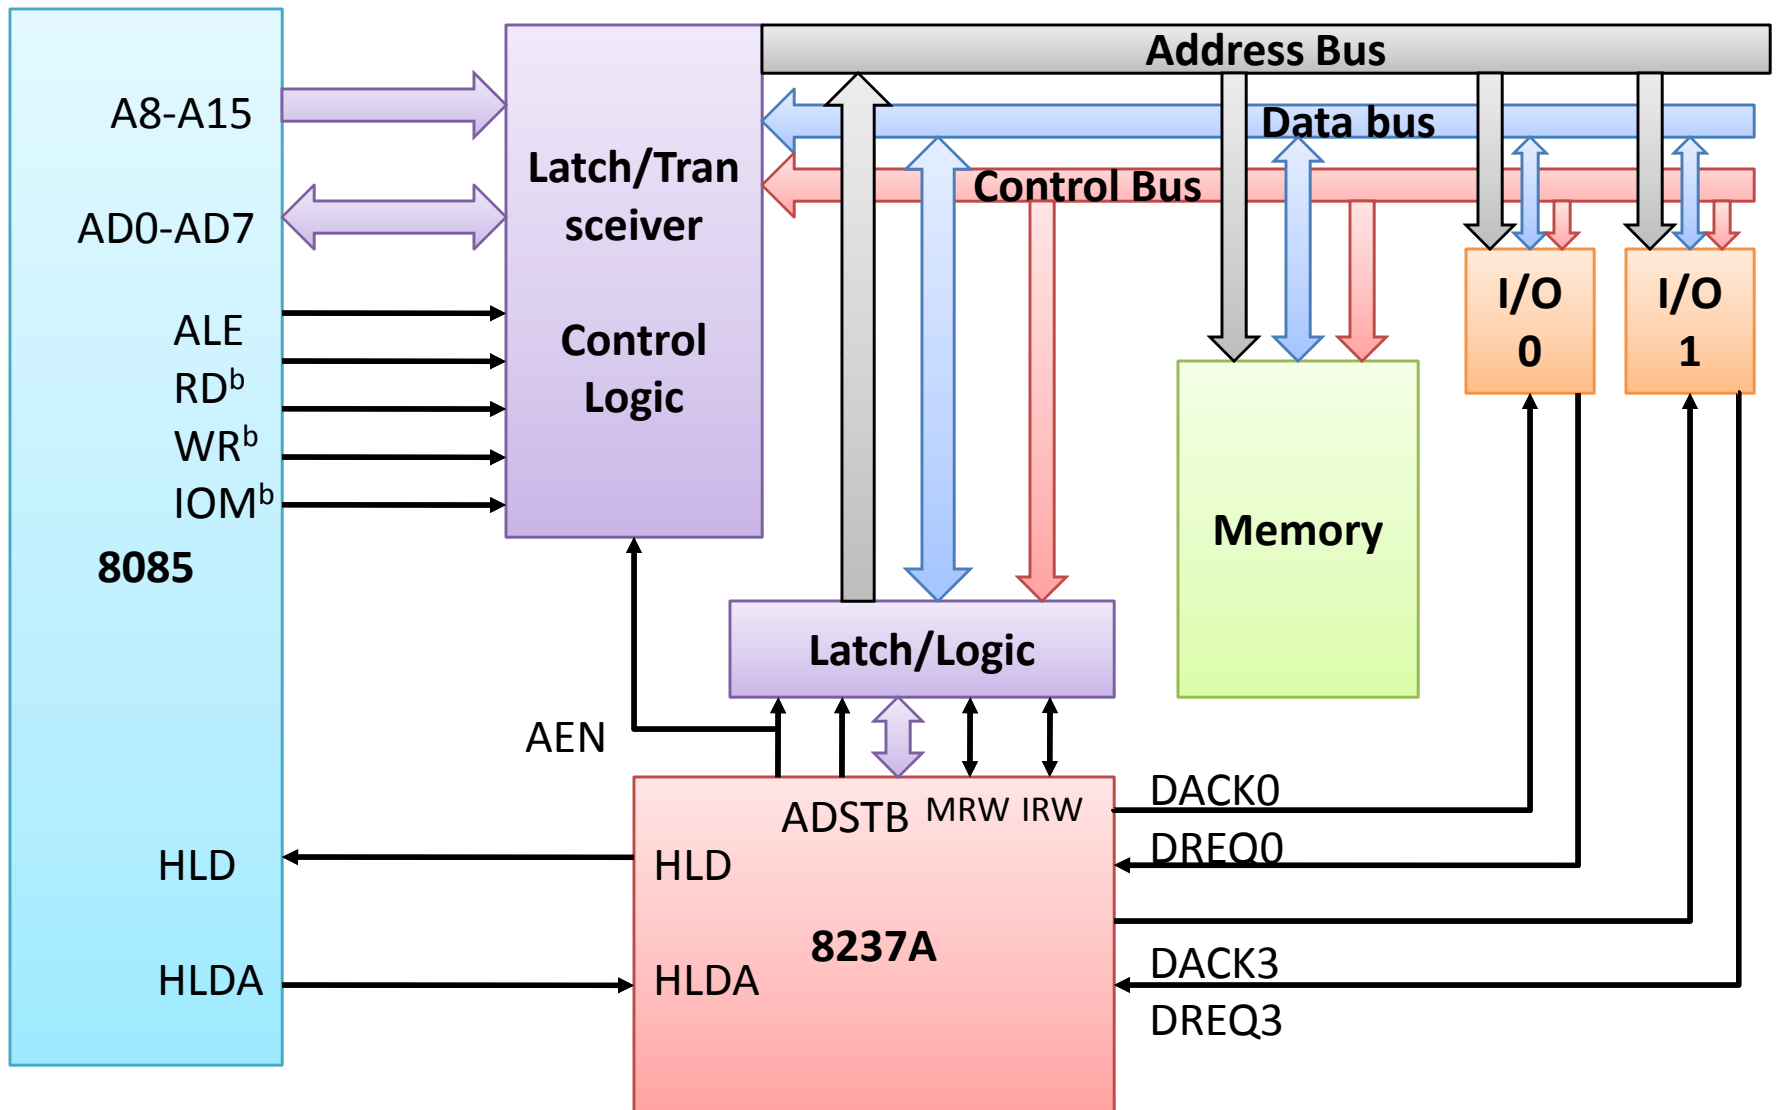 Address Bus
A8-A15
Data bus
Latch/Tran
sceiver
Control Bus
AD0-AD7
ALE
RDᵇ
WRᵇ
IOMᵇ
8085
Control
Logic
I/O
0
I/O
1
Memory
Latch/Logic
AEN
ADSTB
MRW
IRW
DACK0
DREQ0
HLD
HLD
8237A
HLDA
HLDA
DACK3
DREQ3